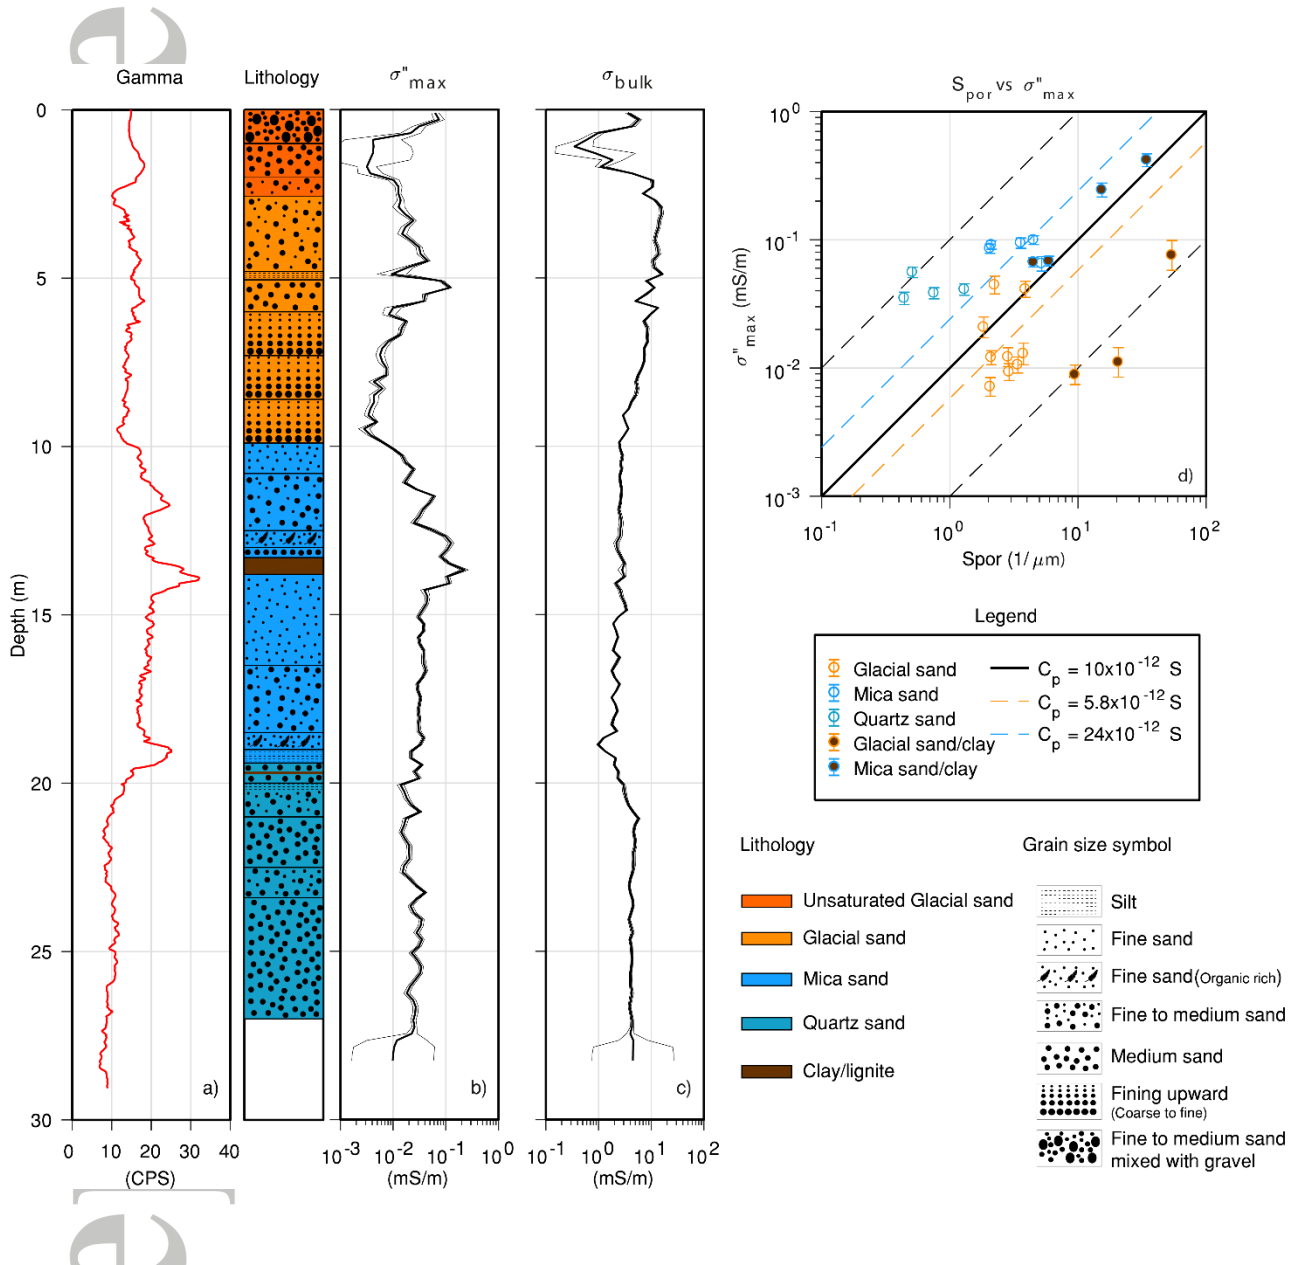 e
Gamma
Lithology
σ"max
σbulk
Spor vs σ"max
0
5
10
15
20
25
30
Depth (m)
0 10 20 30 40
(CPS)
a)
10-3 10-2 10-1 100
(mS/m)
b)
10-1 100 101 102
(mS/m)
c)
100
10-1
10-2
10-3
σ"max (mS/m)
10-1 100 101 102
Spor (1/μm)
d)
Legend
Glacial sand
Mica sand
Quartz sand
Glacial sand/clay
Mica sand/clay
Cp = 10x10-12 S
Cp = 5.8x10-12 S
Cp = 24x10-12 S
Lithology
Unsaturated Glacial sand
Glacial sand
Mica sand
Quartz sand
Clay/lignite
Grain size symbol
Silt
Fine sand
Fine sand(Organic rich)
Fine to medium sand
Medium sand
Fining upward
(Coarse to fine)
Fine to medium sand
mixed with gravel
e